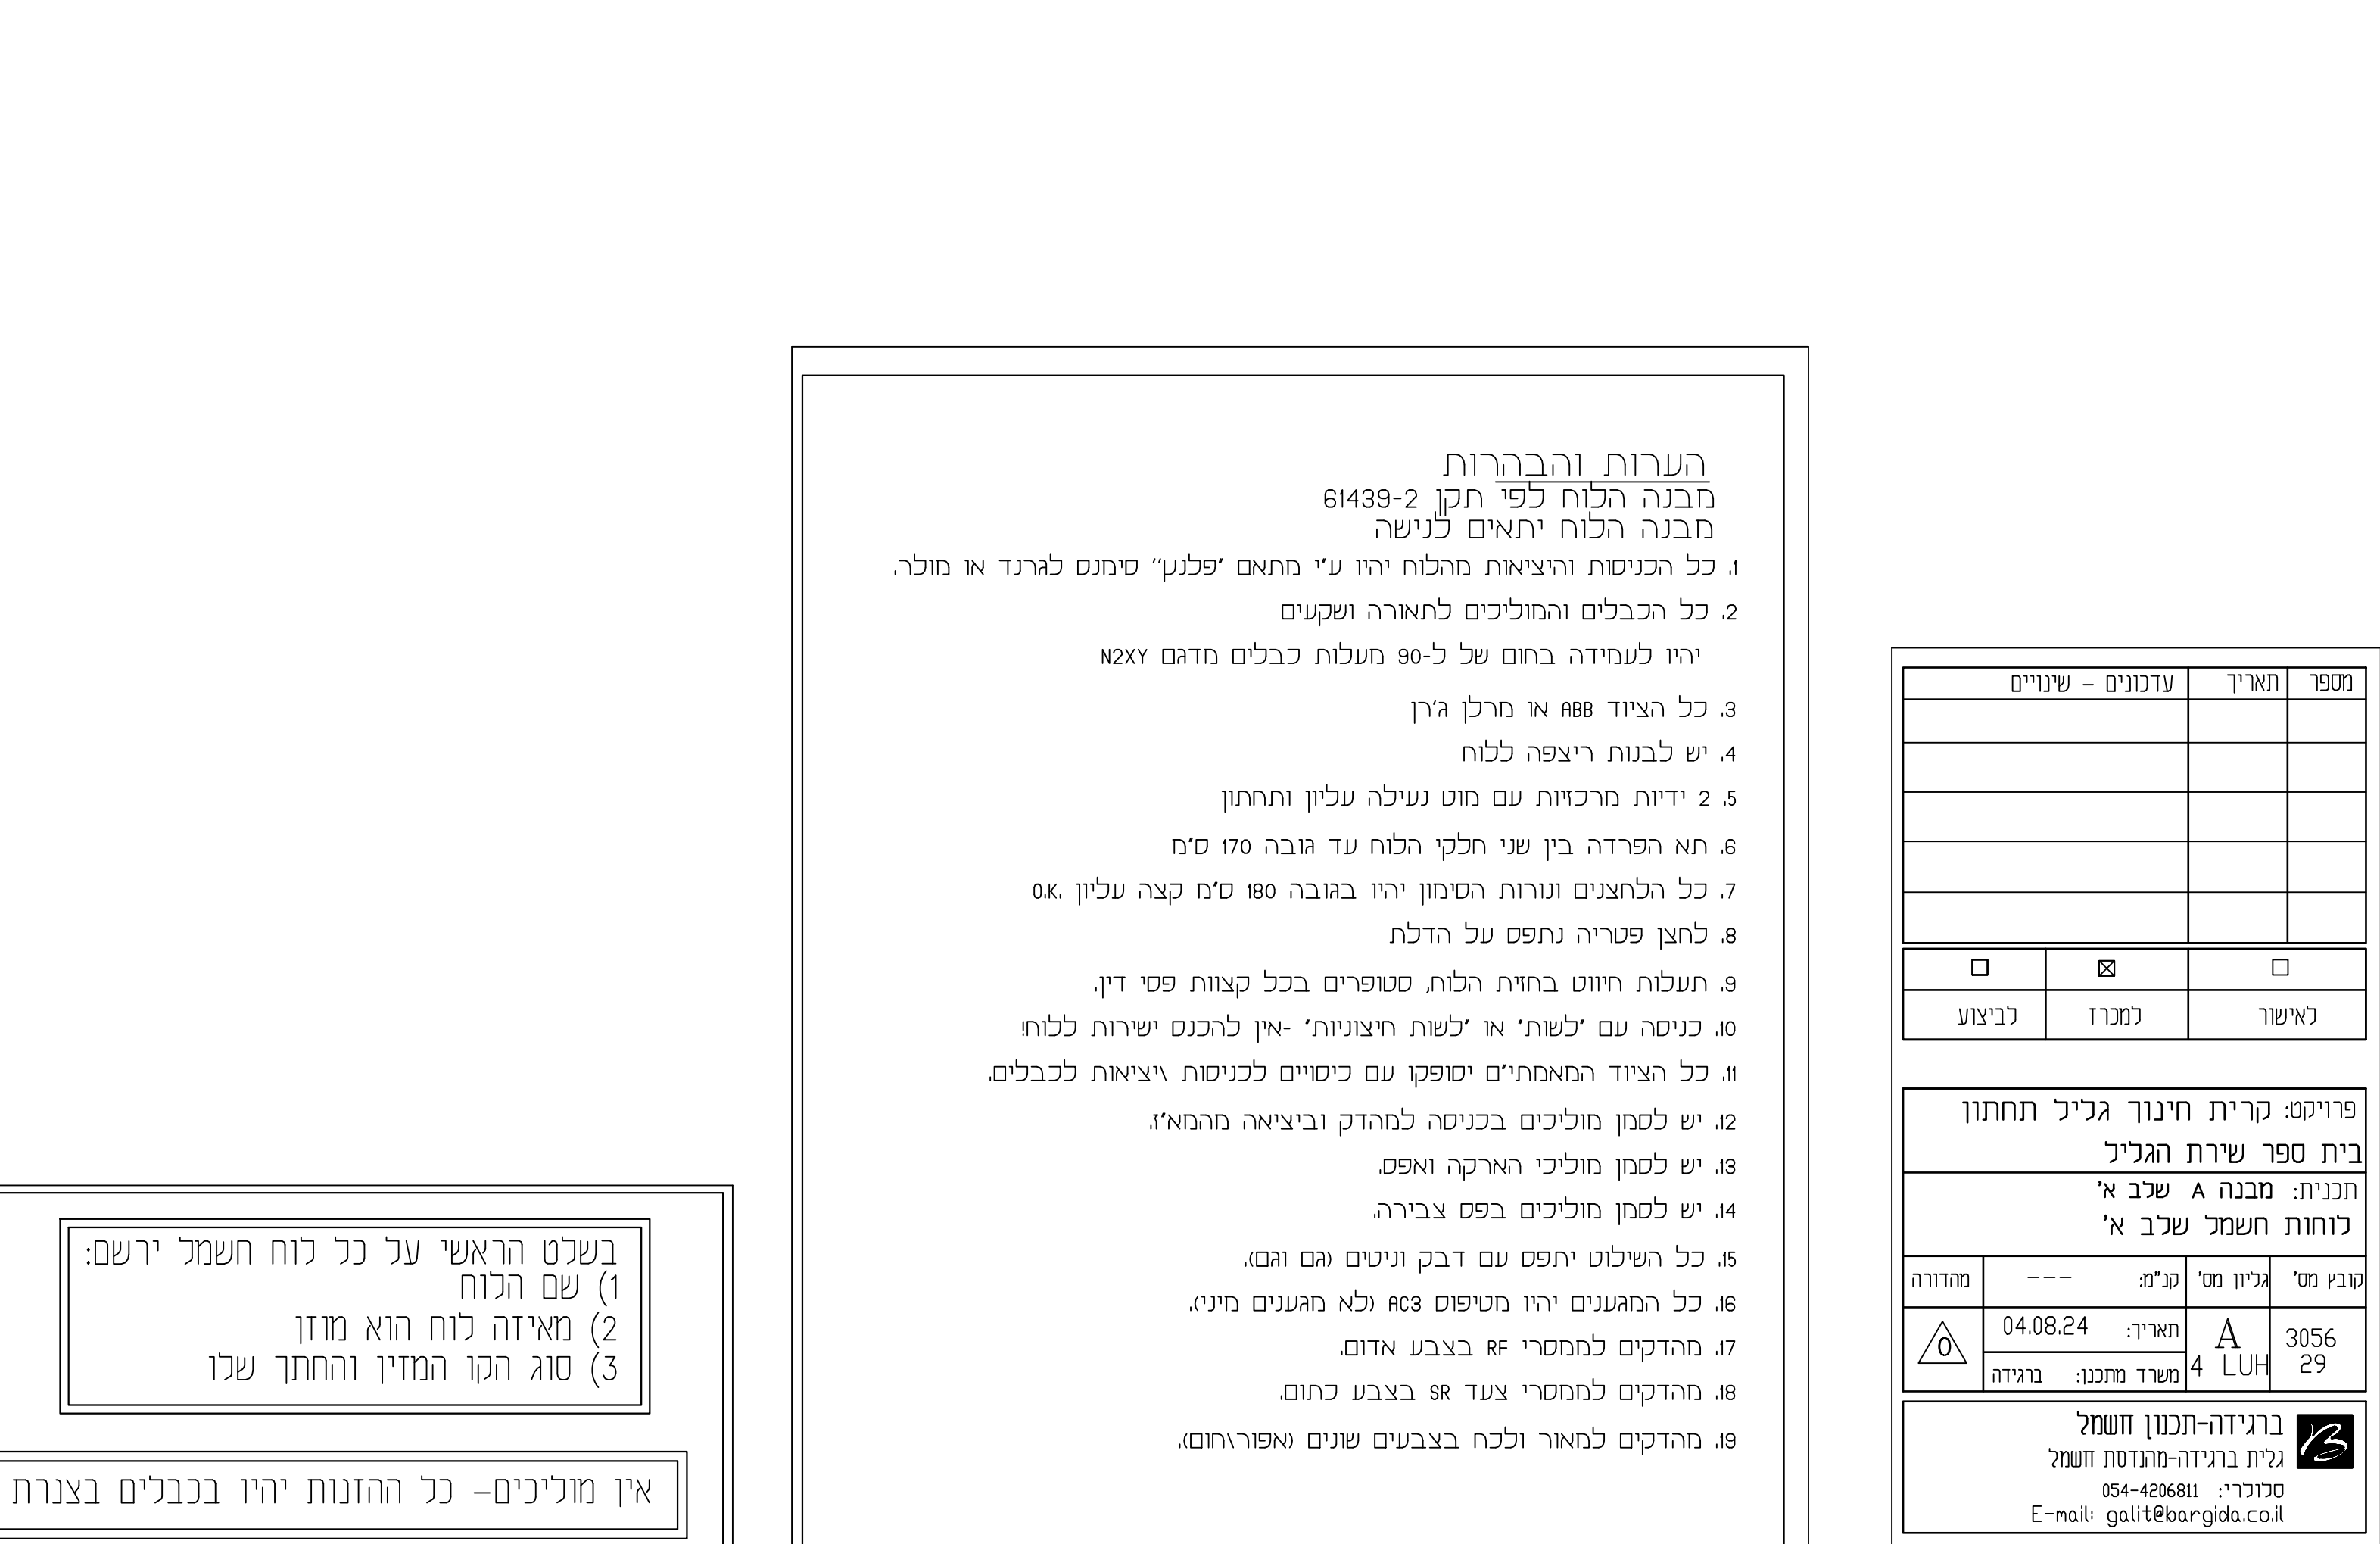 הערות והבהרות
מבנה הלוח לפי תקן 61439-2
מבנה הלוח יתאים לנישה
1. כל הכניסות והיציאות מהלוח יהיו ע"י מתאם "פלנש'' סימנס לגרנד או מולר.
2. כל הכבלים והמוליכים לתאורה ושקעים
יהיו לעמידה בחום של ל-90 מעלות כבלים מדגם N2XY
3. כל הציוד ABB או מרלן ג'רן
4. יש לבנות ריצפה ללוח
5. 2 ידיות מרכזיות עם מוט נעילה עליון ותחתון
6. תא הפרדה בין שני חלקי הלוח עד גובה 170 ס"מ
7. כל הלחצנים ונורות הסימון יהיו בגובה 180 ס"מ קצה עליון .O.K
8. לחצן פטריה נתפס על הדלת
9. תעלות חיווט בחזית הלוח, סטופרים בכל קצוות פסי דין.
10. כניסה עם "לשות" או "לשות חיצוניות" -אין להכנס ישירות ללוח!
11. כל הציוד המאמתי"ם יסופקו עם כיסויים לכניסות \יציאות לכבלים.
12. יש לסמן מוליכים בכניסה למהדק וביציאה מהמא"ז.
13. יש לסמן מוליכי הארקה ואפס.
14. יש לסמן מוליכים בפס צבירה.
15. כל השילוט יתפס עם דבק וניטים (גם וגם).
16. כל המגענים יהיו מטיפוס AC3 (לא מגענים מיני).
17. מהדקים לממסרי RF בצבע אדום.
18. מהדקים לממסרי צעד SR בצבע כתום.
19. מהדקים למאור ולכח בצבעים שונים (אפור\חום).
מספר תאריך עדכונים - שינויים
לאישור למכרז לביצוע
פרויקט: קרית חינוך גליל תחתון
בית ספר שירת הגליל
תכנית: מבנה A שלב א'
לוחות חשמל שלב א'
קובץ מס' גליון מס' קנ"מ: --- מהדורה
3056 A תאריך: 04.08.24 0
29 4 LUH משרד מתכנן: ברגידה
ברגידה-תכנון חשמל
גלית ברגידה-מהנדסת חשמל
סלולרי: 054-4206811
E-mail: galit@bargida.co.il
בשלט הראשי על כל לוח חשמל ירשם:
1) שם הלוח
2) מאיזה לוח הוא מוזן
3) סוג הקו המזין והחתך שלו
אין מוליכים- כל ההזנות יהיו בכבלים בצנרת